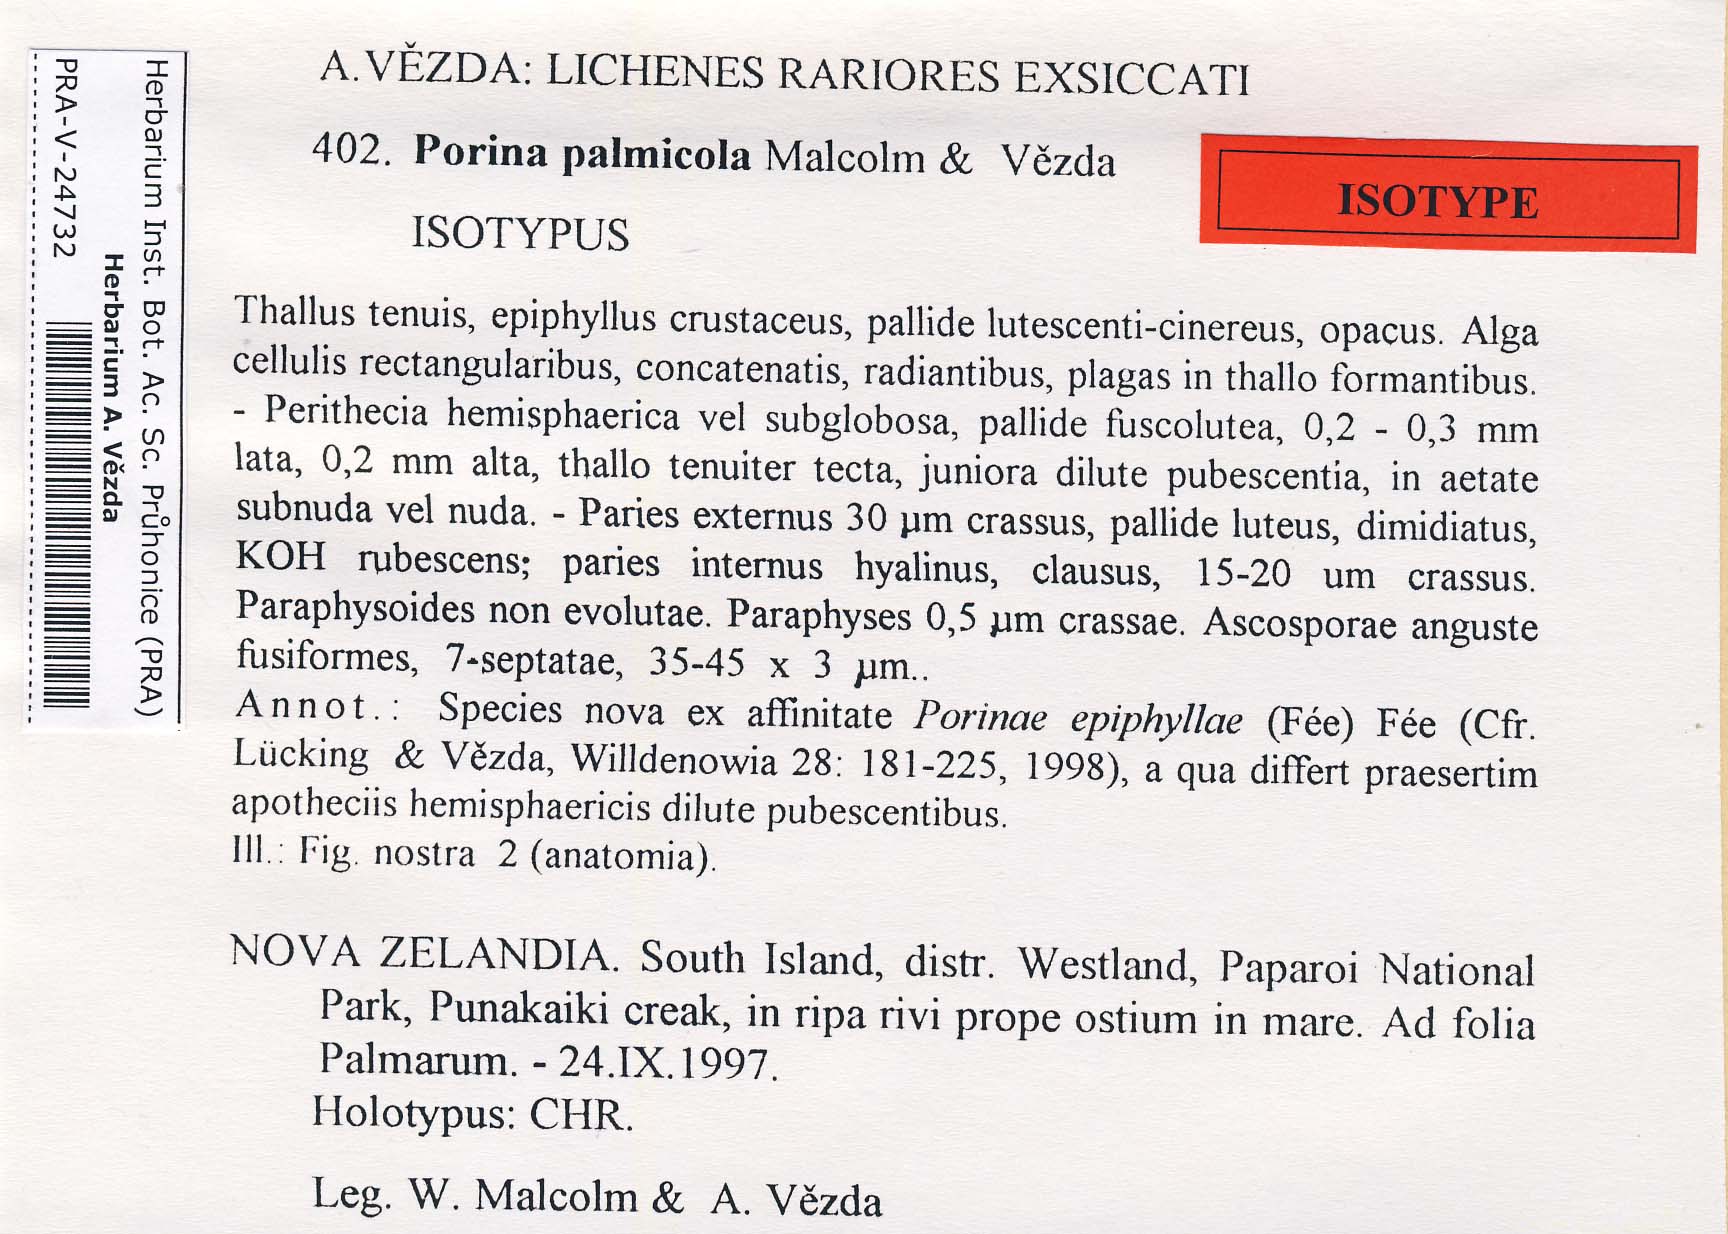 A. VĚZDA: LICHENES RARIORES EXSICCATI
402. Porina palmicola Malcolm & Vězda
ISOTYPE
ISOTYPUS
Thallus tenuis, epiphyllus crustaceus, pallide lutescenti-cinereus, opacus. Alga
cellulis rectangularibus, concatenatis, radiantibus, plagas in thallo formantibus.
- Perithecia hemisphaerica vel subglobosa, pallide fuscolutea, 0,2 - 0,3 mm
lata, 0,2 mm alta, thallo tenuiter tecta, juniora dilute pubescentia, in aetate
subnuda vel nuda. - Paries externus 30 µm crassus, pallide luteus, dimidiatus,
KOH rubescens; paries internus hyalinus, clausus, 15-20 um crassus.
Paraphysoides non evolutae. Paraphyses 0,5 µm crassae. Ascosporae anguste
fusiformes, 7-septatae, 35-45 x 3 µm..
Annot.: Species nova ex affinitate Porinae epiphyllae (Fée) Fée (Cfr.
Lücking & Vězda, Willdenowia 28: 181-225, 1998), a qua differt praesertim
apotheciis hemisphaericis dilute pubescentibus.
Ill.: Fig. nostra 2 (anatomia).
NOVA ZELANDIA. South Island, distr. Westland, Paparoi National
Park, Punakaiki creak, in ripa rivi prope ostium in mare. Ad folia
Palmarum. - 24.IX.1997.
Holotypus: CHR.
Leg. W. Malcolm & A. Vězda
Herbarium Inst. Bot. Ac. Sc. Průhonice (PRA)
Herbarium A. Vězda
PRA-V-24732